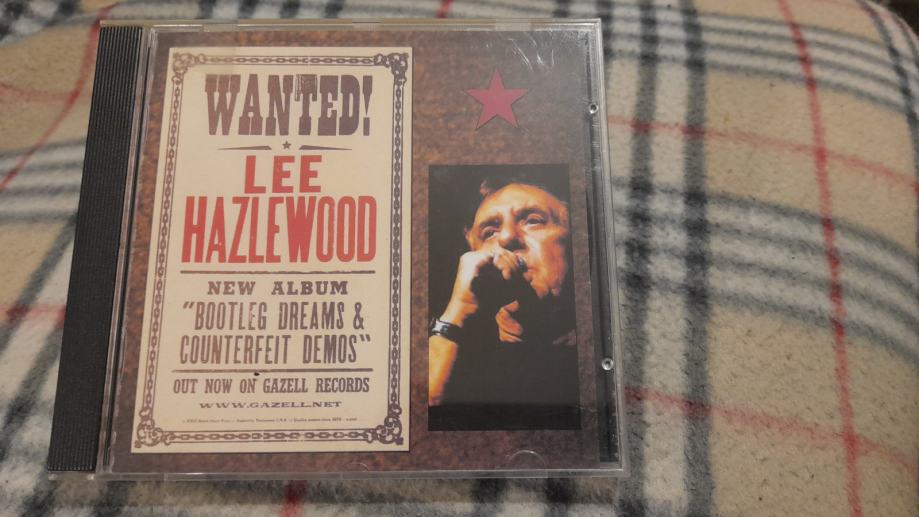 WANTED!
LEE
HAZLEWOOD
NEW ALBUM
"BOOTLEG DREAMS &
COUNTERFEIT DEMOS"
OUT NOW ON GAZELL RECORDS
WWW.GAZELL.NET